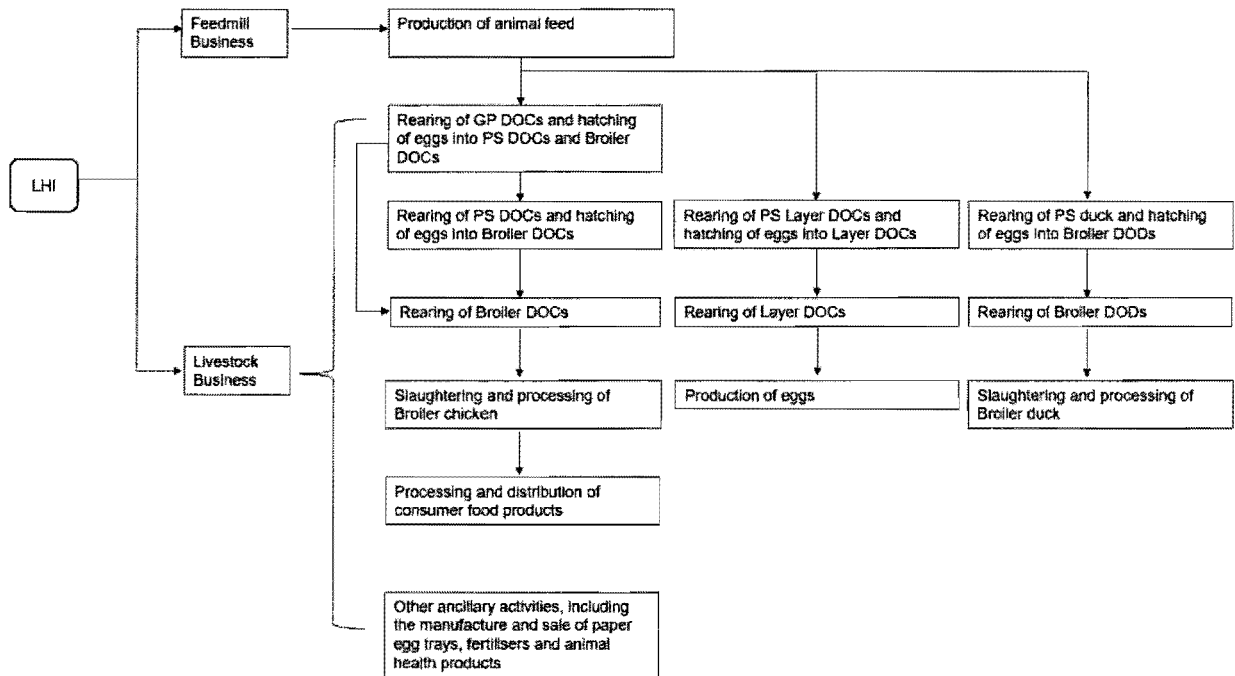 Feedmill
Business
Production of animal feed
Rearing of GP DOCs and hatching
of eggs into PS DOCs and Broiler
DOCs
LHI
Rearing of PS DOCs and hatching
of eggs into Broiler DOCs
Rearing of PS Layer DOCs and
hatching of eggs into Layer DOCs
Rearing of PS duck and hatching
of eggs into Broiler DODs
Rearing of Broiler DOCs
Rearing of Layer DOCs
Rearing of Broiler DODs
Livestock
Business
Slaughtering and processing of
Broiler chicken
Production of eggs
Slaughtering and processing of
Broiler duck
Processing and distribution of
consumer food products
Other ancillary activities, including
the manufacture and sale of paper
egg trays, fertilisers and animal
health products